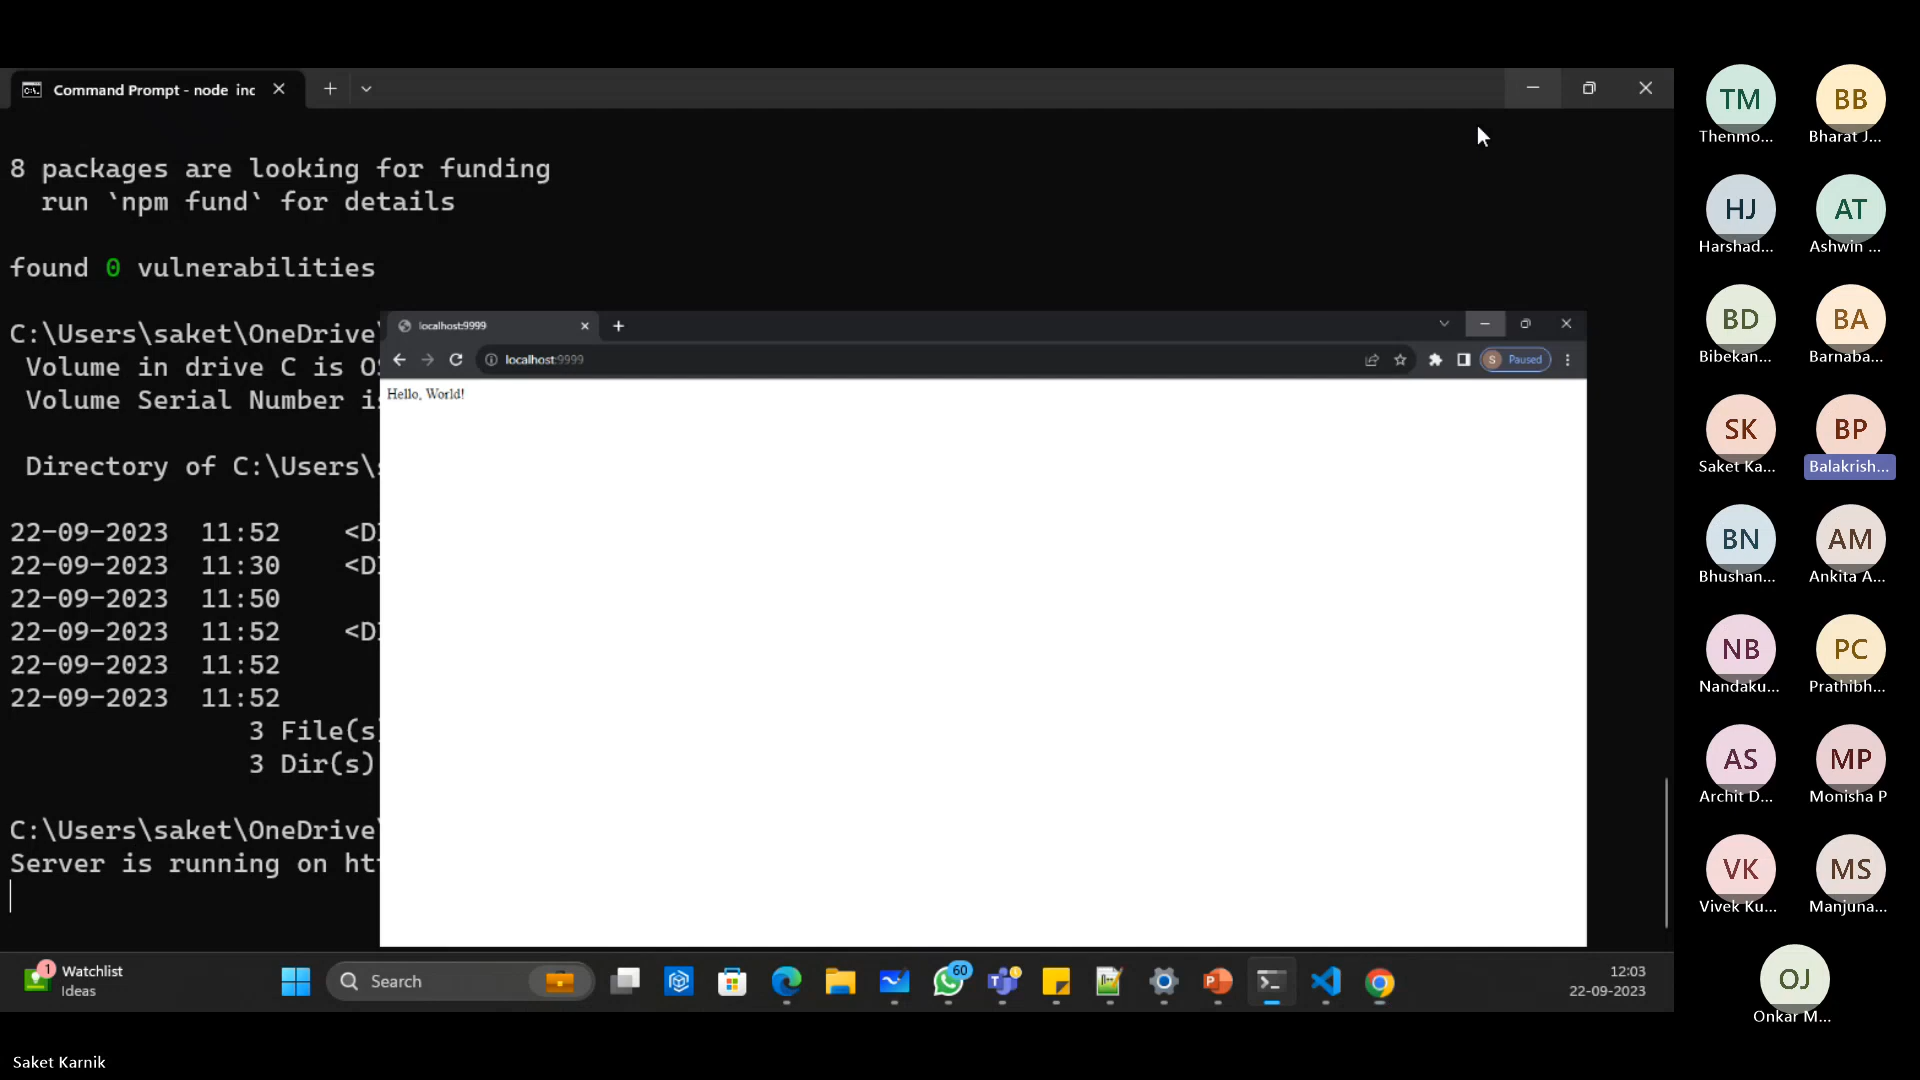 Command Prompt - node inc
8 packages are looking for funding
run `npm fund` for details
found 0 vulnerabilities
C:\Users\saket\OneDrive\
Volume in drive C is
Volume Serial Number
Directory of C:\Users\
22-09-2023 11:52
22-09-2023 11:30
22-09-2023 11:50
22-09-2023 11:52
22-09-2023 11:52
22-09-2023 11:52
3 File(s)
3 Dir(s)
C:\Users\saket\OneDrive\
Server is running on
localhost:9999
localhost:9999
S Paused
Hello, World!
TM BB
Thenmo... Bharat J...
HJ AT
Harshad... Ashwin ...
BD BA
Bibekan... Barnaba...
SK BP
Saket Ka... Balakrish...
BN AM
Bhushan... Ankita A...
NB PC
Nandaku... Prathibh...
AS MP
Archit D... Monisha P
VK MS
Vivek Ku... Manjuna...
OJ
Onkar M...
1 Watchlist
Ideas
Search
60
12:03
22-09-2023
Saket Karnik